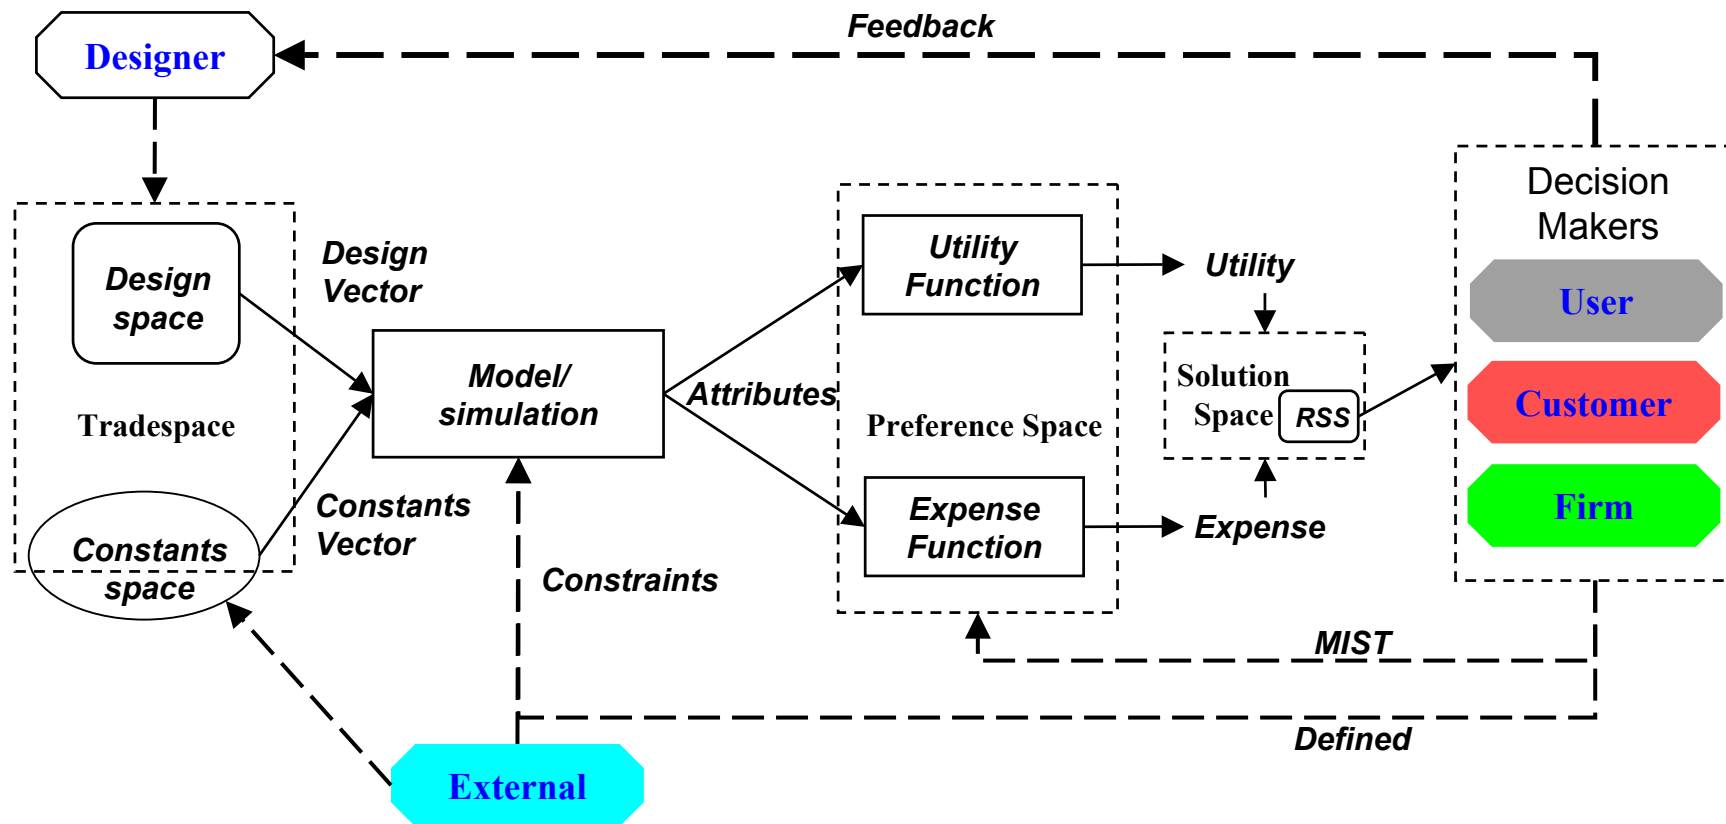 Feedback
Designer
Decision
Makers
Design
space
Design
Vector
Utility
Function
Utility
User
Model/
simulation
Attributes
Solution
Space
RSS
Customer
Tradespace
Preference Space
Constants
Vector
Expense
Function
Expense
Firm
Constants
space
Constraints
MIST
Defined
External